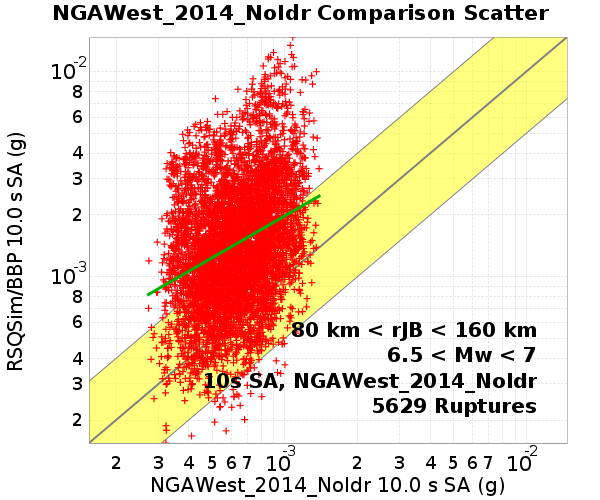 NGAWest_2014_NoIdr Comparison Scatter
RSQSim/BBP 10.0 s SA (g)
10-2
8
6
4
3
2
10-3
8
6
4
3
2
80 km < rJB < 160 km
6.5 < Mw < 7
10s SA, NGAWest_2014_NoIdr
5629 Ruptures
2 3 4 5 6 7 10-3 2 3 4 5 6 7 10-2
NGAWest_2014_NoIdr 10.0 s SA (g)